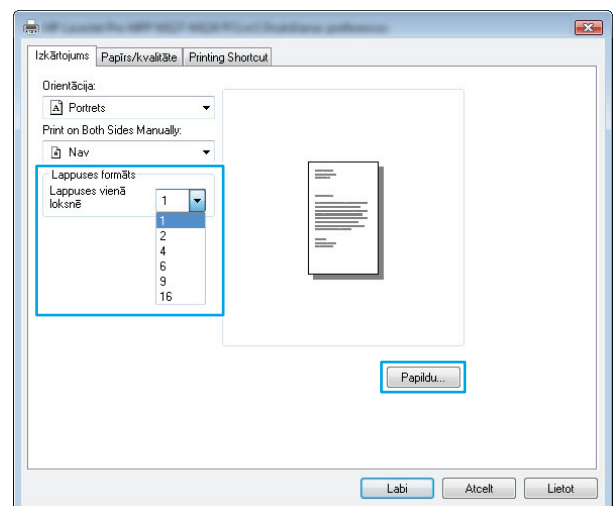 Izkārtojums Papīrs/kvalitāte Printing Shortcut
Orientācija:
Portrets
Print on Both Sides Manually:
Nav
Lappuses formāts
Lappuses vienā
loksnē
1
1
2
4
6
9
16
Papildu...
Labi Atcelt Lietot